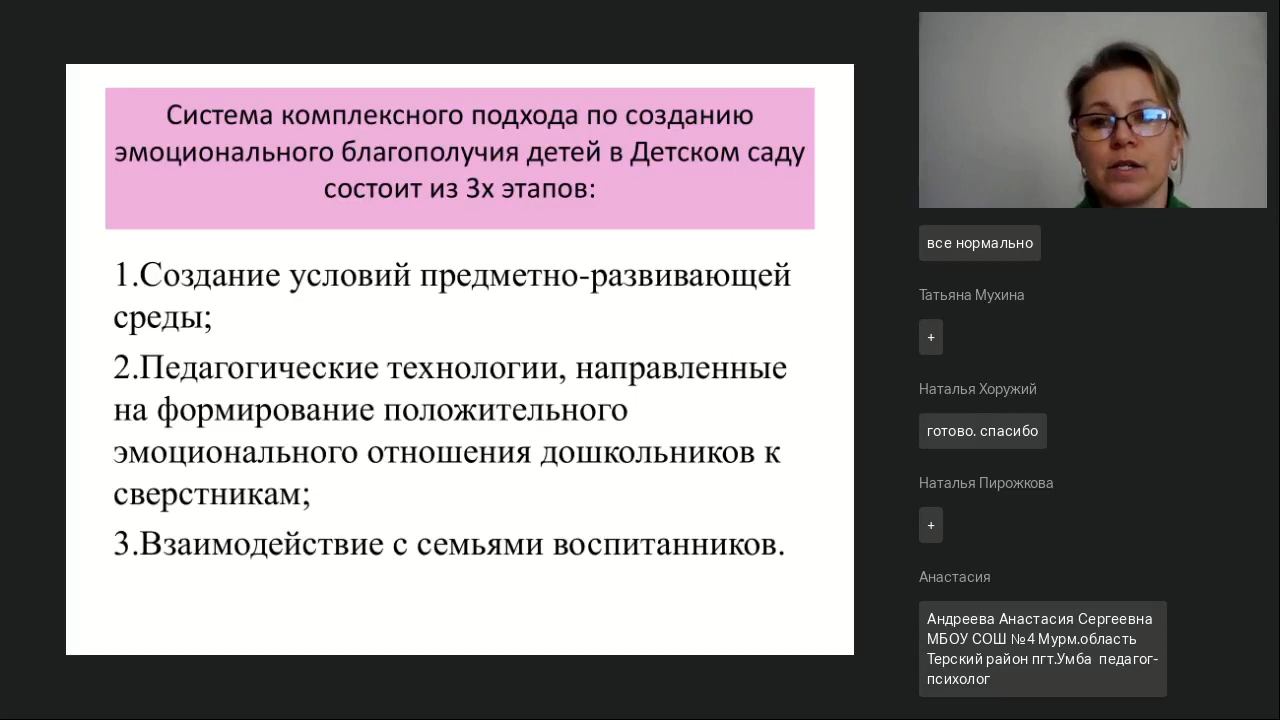 Система комплексного подхода по созданию
эмоционального благополучия детей в Детском саду
состоит из 3х этапов:
1.Создание условий предметно-развивающей
среды;
2.Педагогические технологии, направленные
на формирование положительного
эмоционального отношения дошкольников к
сверстникам;
3.Взаимодействие с семьями воспитанников.
все нормально
Татьяна Мухина
+
Наталья Хоружий
готово. спасибо
Наталья Пирожкова
+
Анастасия
Андреева Анастасия Сергеевна
МБОУ СОШ №4 Мурм.область
Терский район пгт.Умба педагог-
психолог